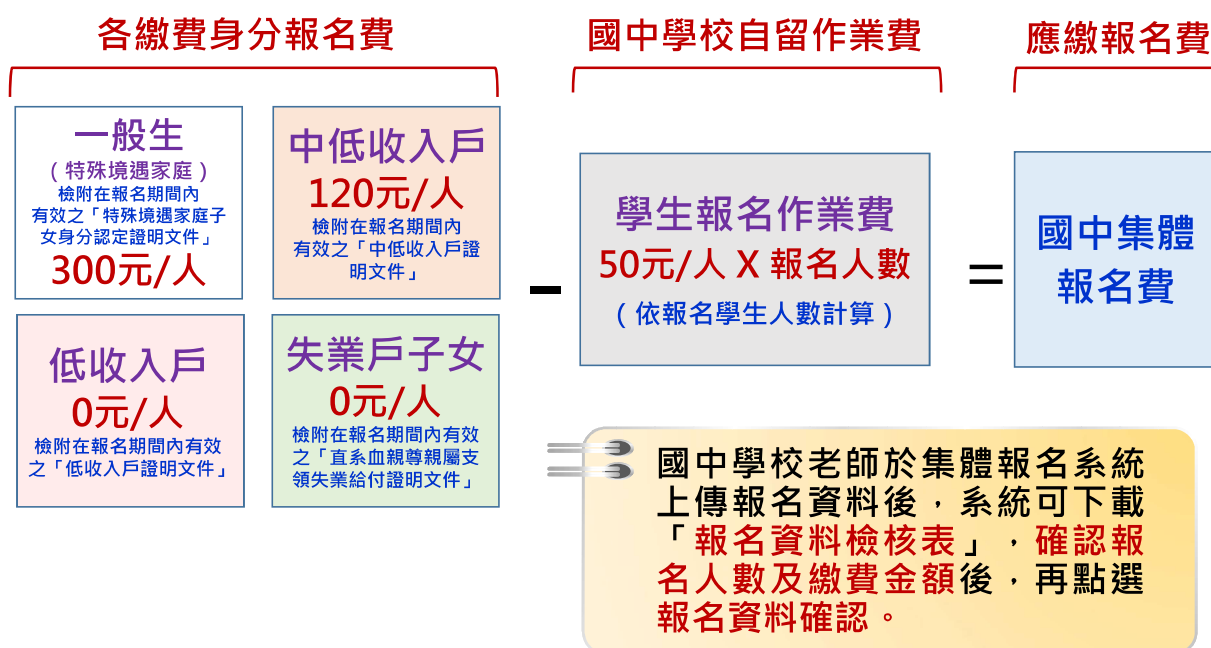 各繳費身分報名費
一般生
(特殊境遇家庭)
檢附在報名期間內
有效之「特殊境遇家庭子
女身分認定證明文件」
300元/人
中低收入戶
120元/人
檢附在報名期間內
有效之「中低收入戶證
明文件」
低收入戶
0元/人
檢附在報名期間內有效
之「低收入戶證明文件」
失業戶子女
0元/人
檢附在報名期間內有效
之「直系血親尊親屬支
領失業給付證明文件」
-
國中學校自留作業費
學生報名作業費
50元/人 X 報名人數
(依報名學生人數計算)
=
應繳報名費
國中集體
報名費
國中學校老師於集體報名系統
上傳報名資料後，系統可下載
「報名資料檢核表」，確認報
名人數及繳費金額後，再點選
報名資料確認。